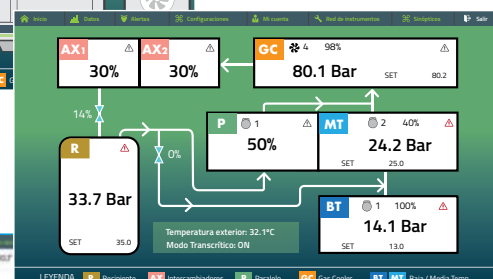 Inicio Datos Alertas Configuraciones Mi cuenta Red de instrumentos Sinópticos Salir
AX1 AX2 GC 4 98%
30% 30% 80.1 Bar
SET 80.2
14%
P 1 MT 2 40%
R 0% 50% 24.2 Bar
SET 25.0
33.7 Bar
BT 1 100%
14.1 Bar
SET 35.0
Temperatura exterior: 32.1ºC
Modo Transcrítico: ON
SET 13.0
LEYENDA R Recipiente AX Intercambiadores P Paralelo GC Gas Cooler BT MT Baja / Media Temp